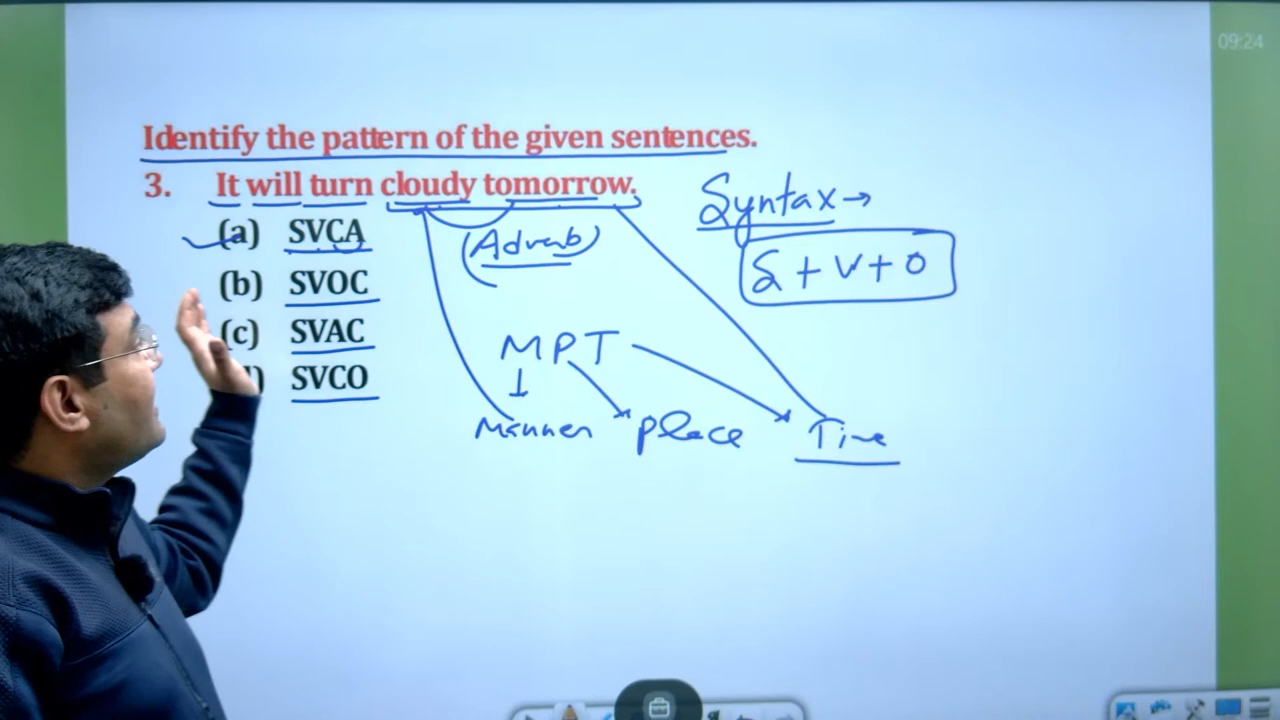 09:24
Identify the pattern of the given sentences.
3. It will turn cloudy tomorrow.
Syntax →
(a) SVCA
(Adverb)
S + V + O
(b) SVOC
(c) SVAC
MPT
) SVCO
Manner Place Time